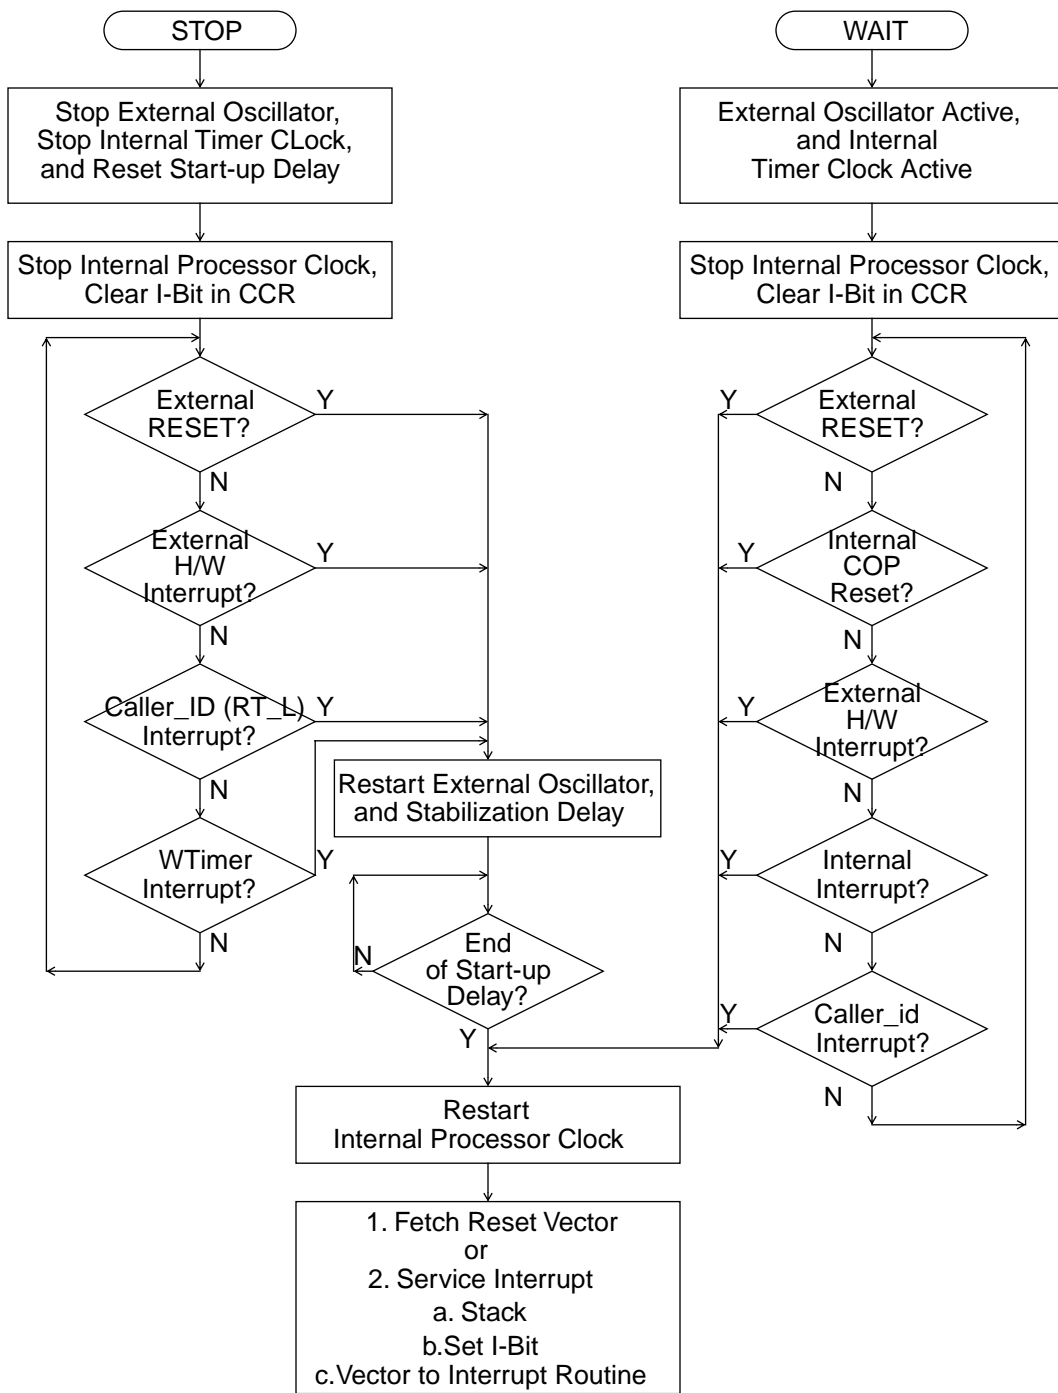 STOP
Stop External Oscillator,
Stop Internal Timer CLock,
and Reset Start-up Delay
Stop Internal Processor Clock,
Clear I-Bit in CCR
External
RESET?
Y
N
External
H/W
Interrupt?
Y
N
Caller_ID (RT_L)
Interrupt?
Y
N
WTimer
Interrupt?
Y
N
Restart External Oscillator,
and Stabilization Delay
End
of Start-up
Delay?
N
Y
WAIT
External Oscillator Active,
and Internal
Timer Clock Active
Stop Internal Processor Clock,
Clear I-Bit in CCR
External
RESET?
Y
N
Internal
COP
Reset?
Y
N
External
H/W
Interrupt?
Y
N
Internal
Interrupt?
Y
N
Caller_id
Interrupt?
Y
N
Restart
Internal Processor Clock
1. Fetch Reset Vector
or
2. Service Interrupt
a. Stack
b.Set I-Bit
c.Vector to Interrupt Routine